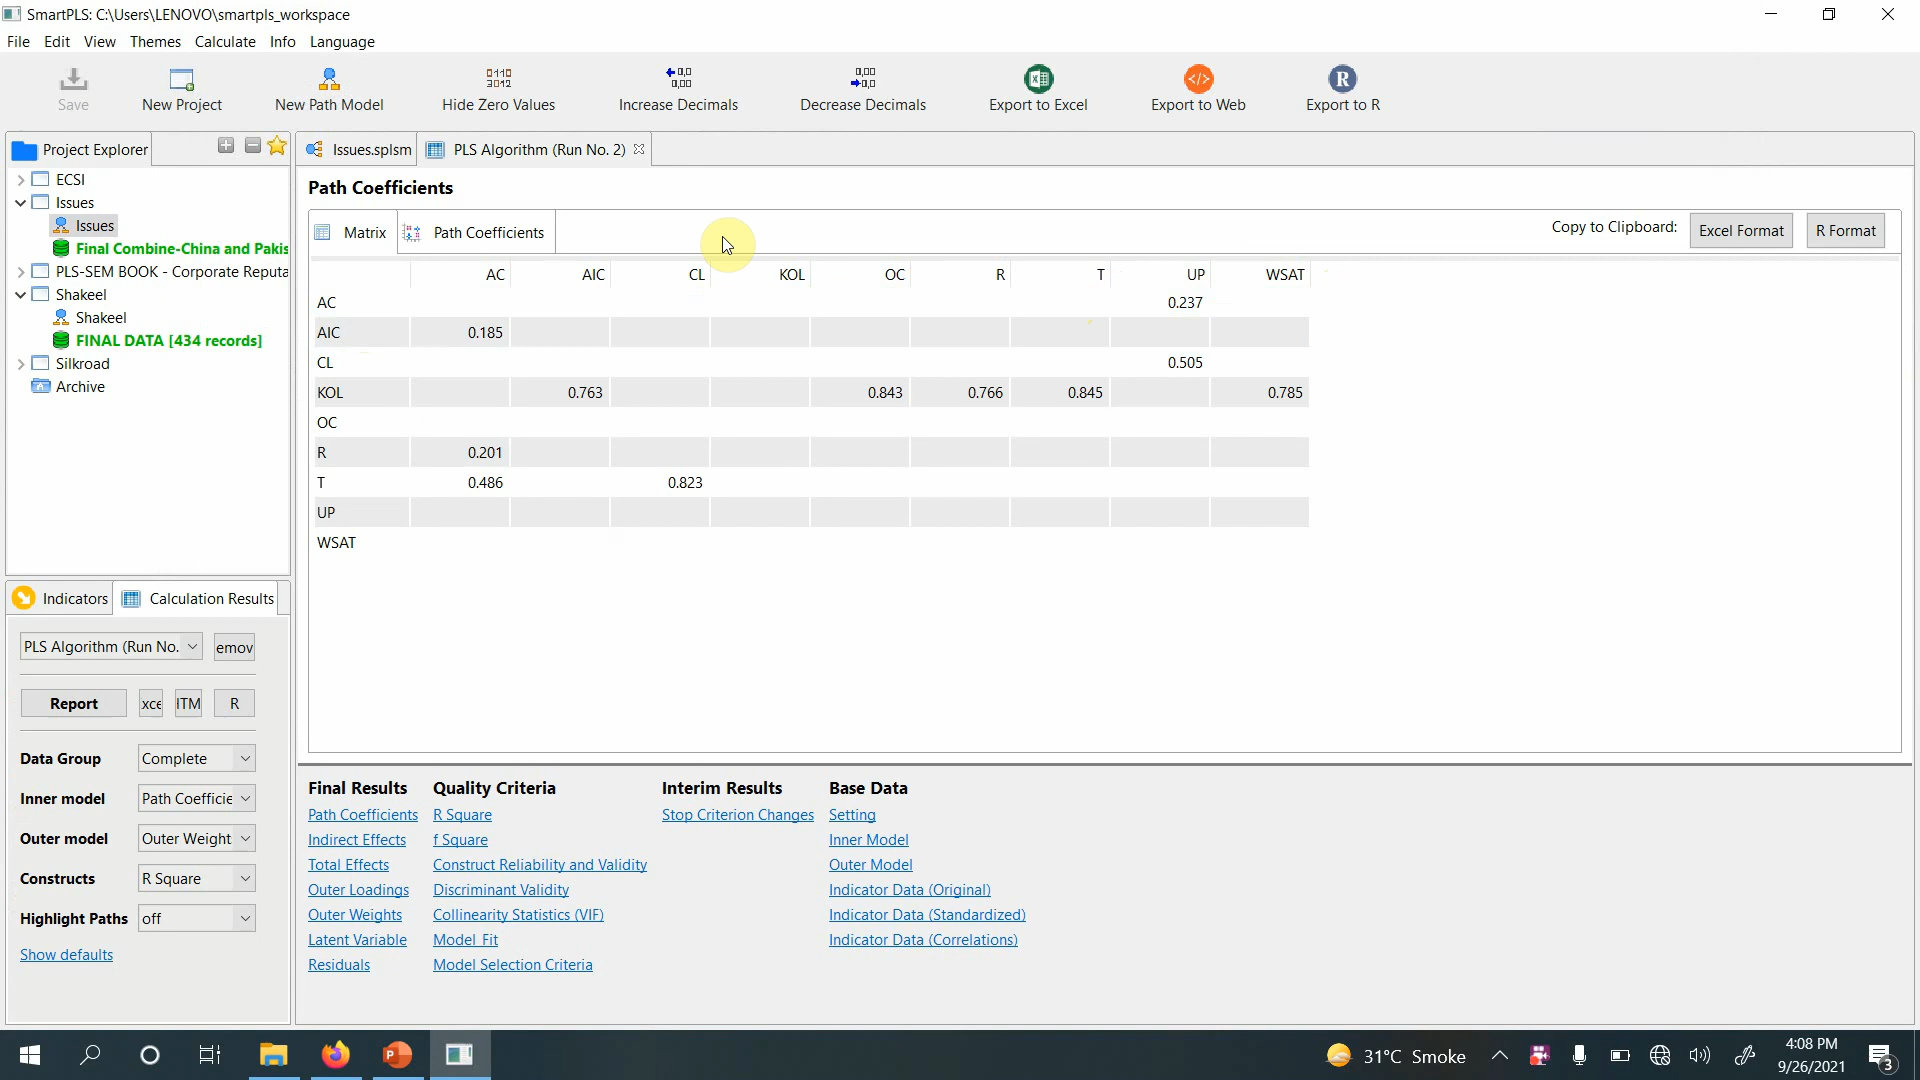 SmartPLS: C:\Users\LENOVO\smartpls_workspace
File Edit View Themes Calculate Info Language
Save New Project New Path Model Hide Zero Values Increase Decimals Decrease Decimals Export to Excel Export to Web Export to R
Project Explorer
ECSI
Issues
Issues
Final Combine-China and Pakis
PLS-SEM BOOK - Corporate Reputa
Shakeel
Shakeel
FINAL DATA [434 records]
Silkroad
Archive
Issues.splsm PLS Algorithm (Run No. 2)
Path Coefficients
Matrix Path Coefficients Copy to Clipboard: Excel Format R Format
AC AIC CL KOL OC R T UP WSAT
AC 0.237
AIC 0.185
CL 0.505
KOL 0.763 0.843 0.766 0.845 0.785
OC
R 0.201
T 0.486 0.823
UP
WSAT
Indicators Calculation Results
PLS Algorithm (Run No. emov
Report xce ITM R
Data Group Complete
Inner model Path Coefficie
Outer model Outer Weight
Constructs R Square
Highlight Paths off
Show defaults
Final Results
Path Coefficients
Indirect Effects
Total Effects
Outer Loadings
Outer Weights
Latent Variable
Residuals
Quality Criteria
R Square
f Square
Construct Reliability and Validity
Discriminant Validity
Collinearity Statistics (VIF)
Model_Fit
Model Selection Criteria
Interim Results
Stop Criterion Changes
Base Data
Setting
Inner Model
Outer Model
Indicator Data (Original)
Indicator Data (Standardized)
Indicator Data (Correlations)
31°C Smoke
4:08 PM
9/26/2021
3